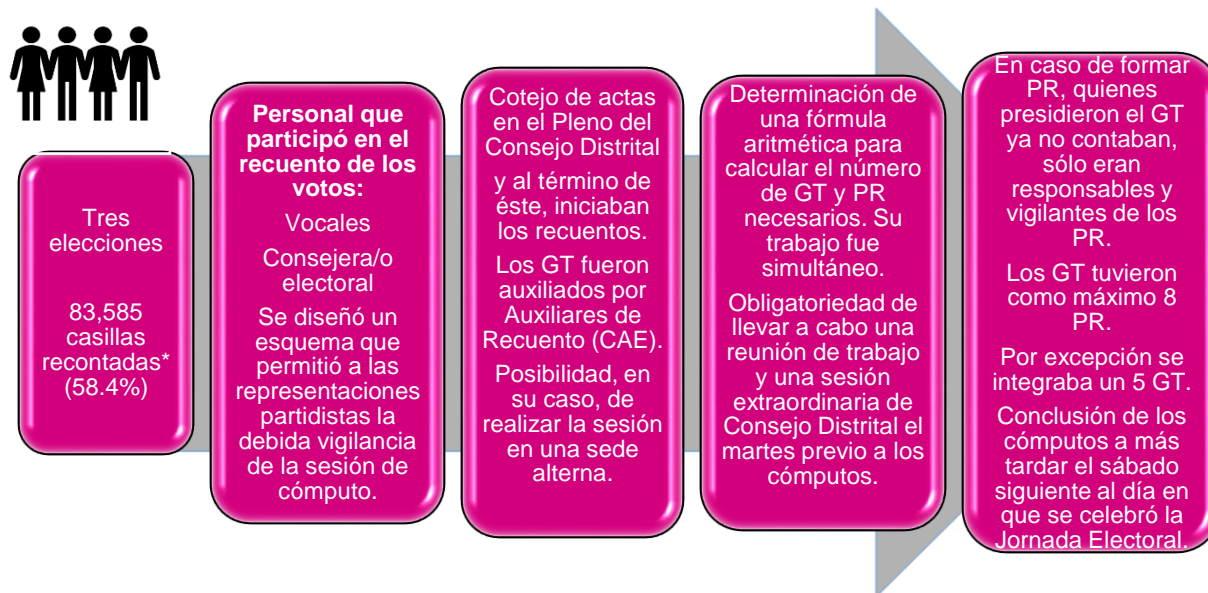 Tres
elecciones
83,585
casillas
recontadas*
(58.4%)
Personal que
participó en el
recuento de los
votos:
Vocales
Consejera/o
electoral
Se diseñó un
esquema que
permitió a las
representaciones
partidistas la
debida vigilancia
de la sesión de
cómputo.
Cotejo de actas
en el Pleno del
Consejo Distrital
y al término de
éste, iniciaban
los recuentos.
Los GT fueron
auxiliados por
Auxiliares de
Recuento (CAE).
Posibilidad, en
su caso, de
realizar la sesión
en una sede
alterna.
Determinación de
una fórmula
aritmética para
calcular el número
de GT y PR
necesarios. Su
trabajo fue
simultáneo.
Obligatoriedad de
llevar a cabo una
reunión de trabajo
y una sesión
extraordinaria de
Consejo Distrital el
martes previo a los
cómputos.
En caso de formar
PR, quienes
presidieron el GT
ya no contaban,
sólo eran
responsables y
vigilantes de los
PR.
Los GT tuvieron
como máximo 8
PR.
Por excepción se
integraba un 5 GT.
Conclusión de los
cómputos a más
tardar el sábado
siguiente al día en
que se celebró la
Jornada Electoral.